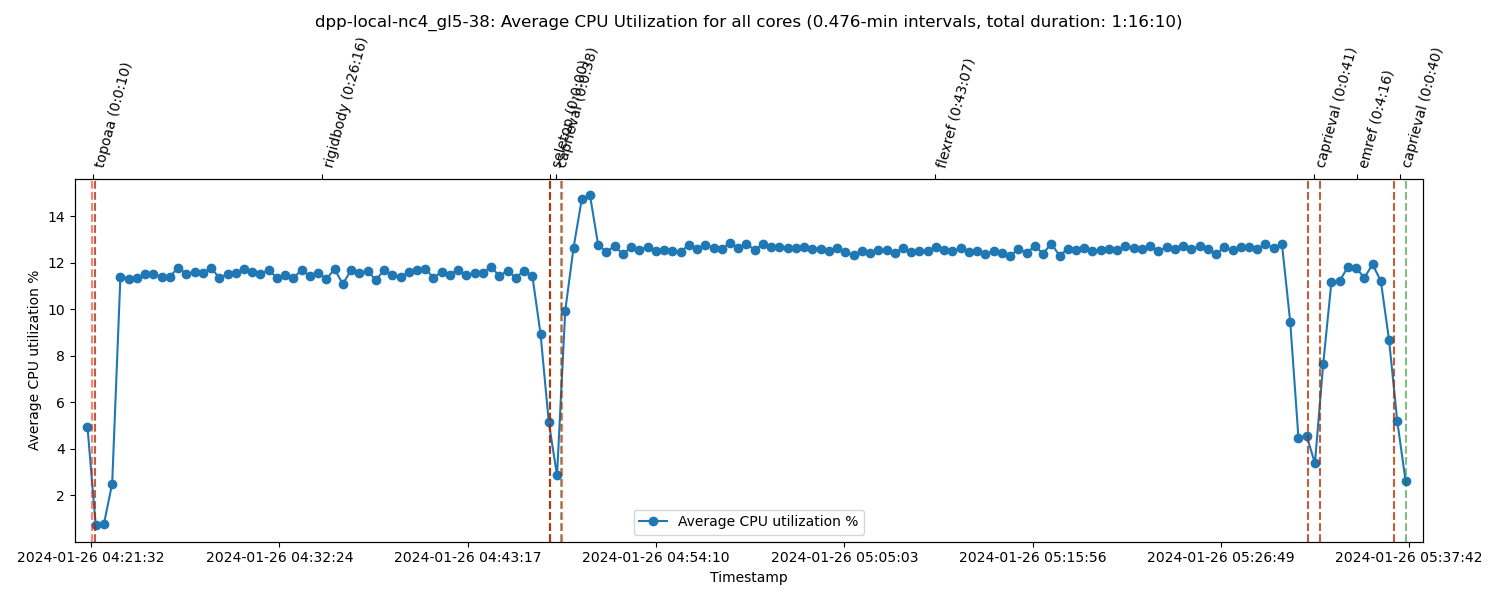 dpp-local-nc4_gl5-38: Average CPU Utilization for all cores (0.476-min intervals, total duration: 1:16:10)
topoaa (0:0:10)
rigidbody (0:26:16)
seletop (0:0:00)
caprieval (0:0:38)
flexref (0:43:07)
caprieval (0:0:41)
emref (0:4:16)
caprieval (0:0:40)
14
12
10
8
6
4
2
Average CPU utilization %
Average CPU utilization %
2024-01-26 04:21:32
2024-01-26 04:32:24
2024-01-26 04:43:17
2024-01-26 04:54:10
2024-01-26 05:05:03
2024-01-26 05:15:56
2024-01-26 05:26:49
2024-01-26 05:37:42
Timestamp